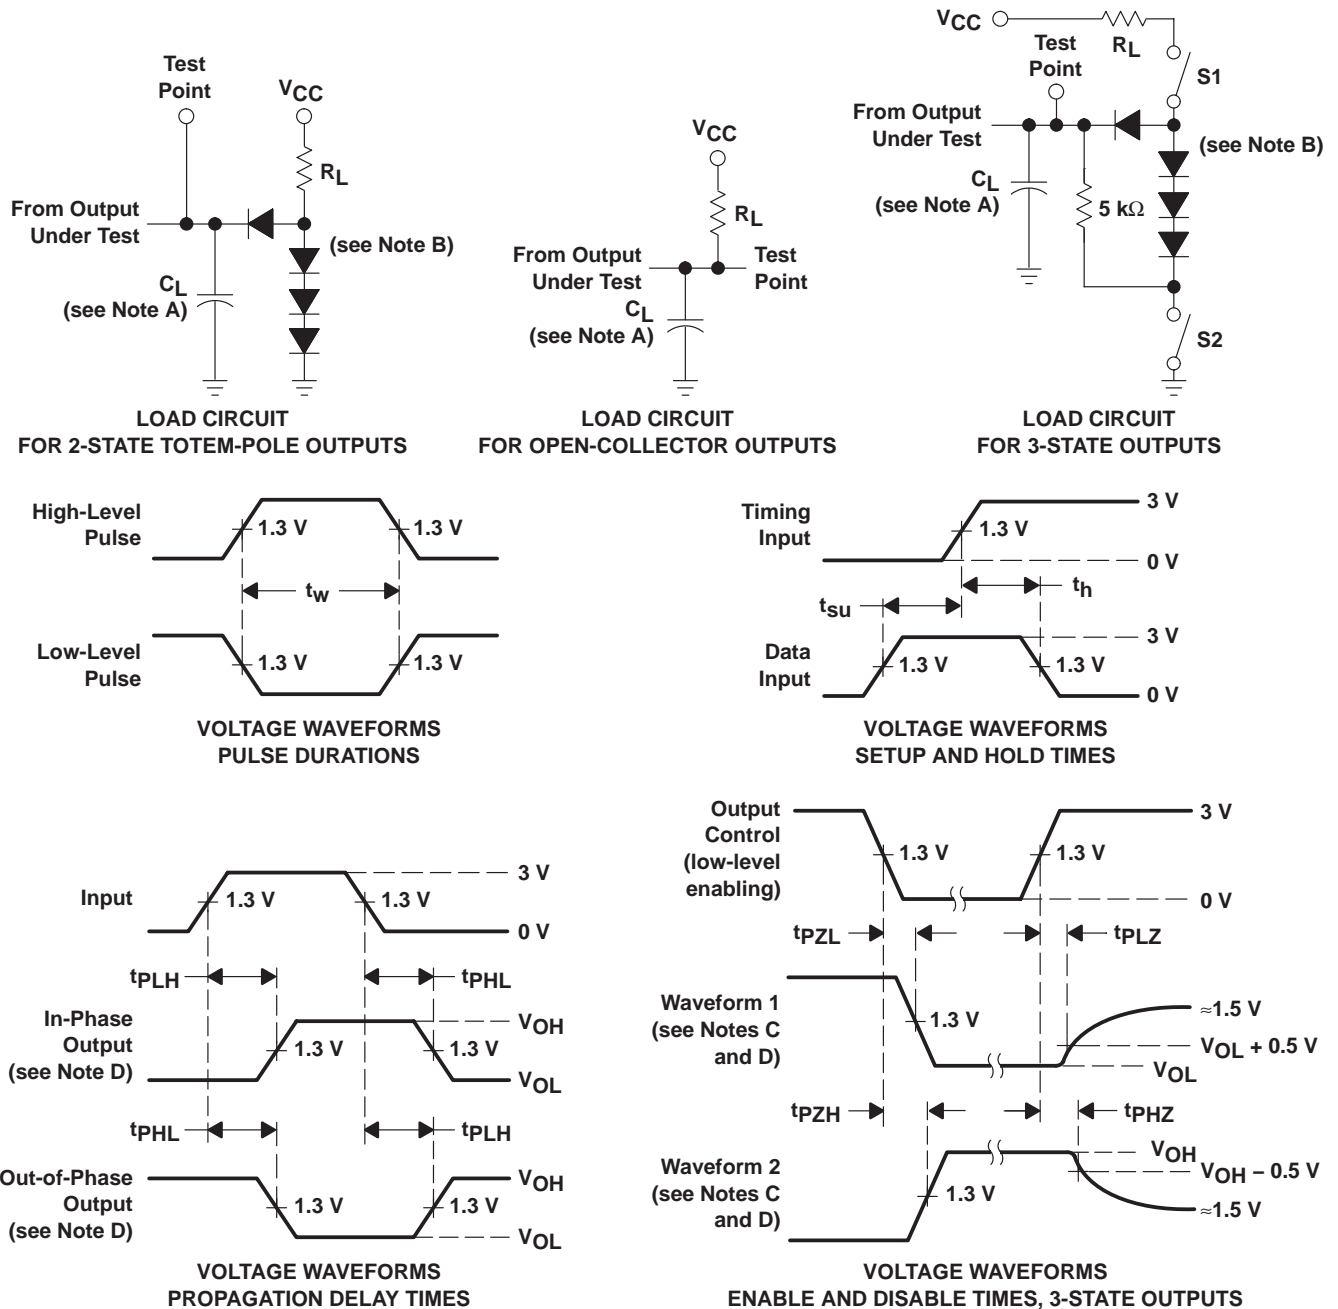 Test
Point
VCC
RL
From Output
Under Test
(see Note B)
CL
(see Note A)
LOAD CIRCUIT
FOR 2-STATE TOTEM-POLE OUTPUTS
VCC
RL
From Output
Under Test
Test
Point
CL
(see Note A)
LOAD CIRCUIT
FOR OPEN-COLLECTOR OUTPUTS
VCC
RL
Test
Point
S1
From Output
Under Test
(see Note B)
CL
(see Note A)
5 kΩ
S2
LOAD CIRCUIT
FOR 3-STATE OUTPUTS
High-Level
Pulse
1.3 V
1.3 V
tw
Low-Level
Pulse
1.3 V
1.3 V
VOLTAGE WAVEFORMS
PULSE DURATIONS
Timing
Input
1.3 V
3 V
0 V
th
tsu
Data
Input
1.3 V
1.3 V
3 V
0 V
VOLTAGE WAVEFORMS
SETUP AND HOLD TIMES
Input
1.3 V
1.3 V
3 V
0 V
tPLH
tPHL
In-Phase
Output
(see Note D)
1.3 V
1.3 V
VOH
VOL
tPHL
tPLH
Out-of-Phase
Output
(see Note D)
1.3 V
1.3 V
VOH
VOL
VOLTAGE WAVEFORMS
PROPAGATION DELAY TIMES
Output
Control
(low-level
enabling)
1.3 V
1.3 V
3 V
0 V
tPZL
tPLZ
Waveform 1
(see Notes C
and D)
1.3 V
≈1.5 V
VOL + 0.5 V
VOL
tPZH
tPHZ
Waveform 2
(see Notes C
and D)
1.3 V
VOH
VOH – 0.5 V
≈1.5 V
VOLTAGE WAVEFORMS
ENABLE AND DISABLE TIMES, 3-STATE OUTPUTS